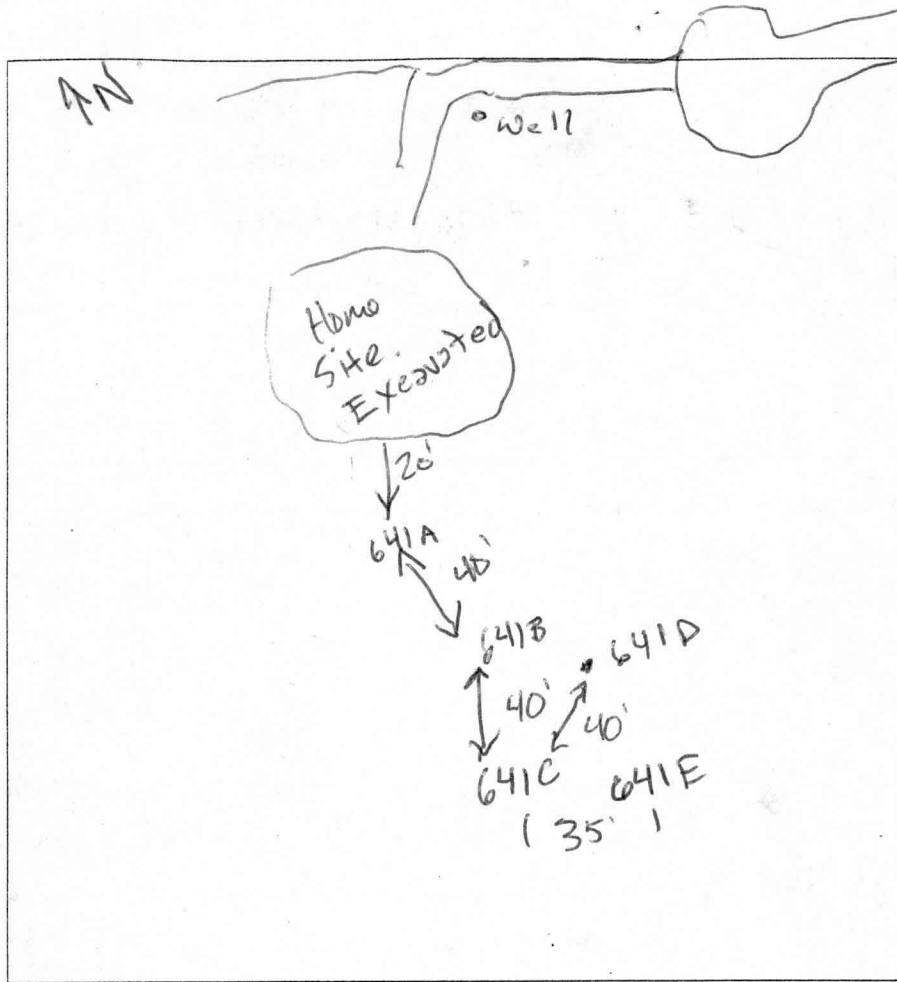 N
Well
Home
Site.
Excavated
20'
641A
40'
641B
641D
40'
40'
641C
641E
35'